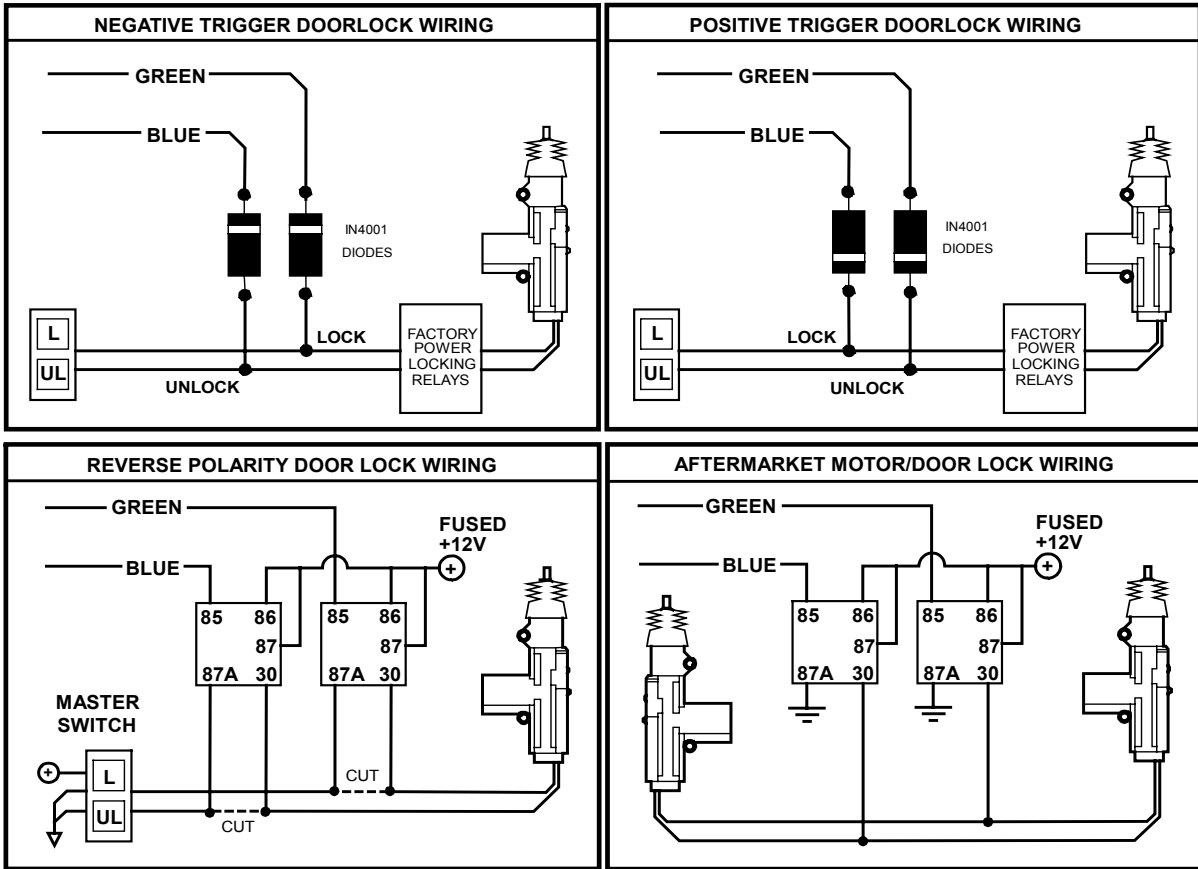 NEGATIVE TRIGGER DOORLOCK WIRING
GREEN
BLUE
IN4001
DIODES
L
UL
LOCK
UNLOCK
FACTORY
POWER
LOCKING
RELAYS
POSITIVE TRIGGER DOORLOCK WIRING
GREEN
BLUE
IN4001
DIODES
L
UL
LOCK
UNLOCK
FACTORY
POWER
LOCKING
RELAYS
REVERSE POLARITY DOOR LOCK WIRING
GREEN
BLUE
FUSED
+12V
+
85 86
87
87A 30
85 86
87
87A 30
MASTER
SWITCH
+
L
UL
CUT
CUT
AFTERMARKET MOTOR/DOOR LOCK WIRING
GREEN
BLUE
FUSED
+12V
+
85 86
87
87A 30
85 86
87
87A 30